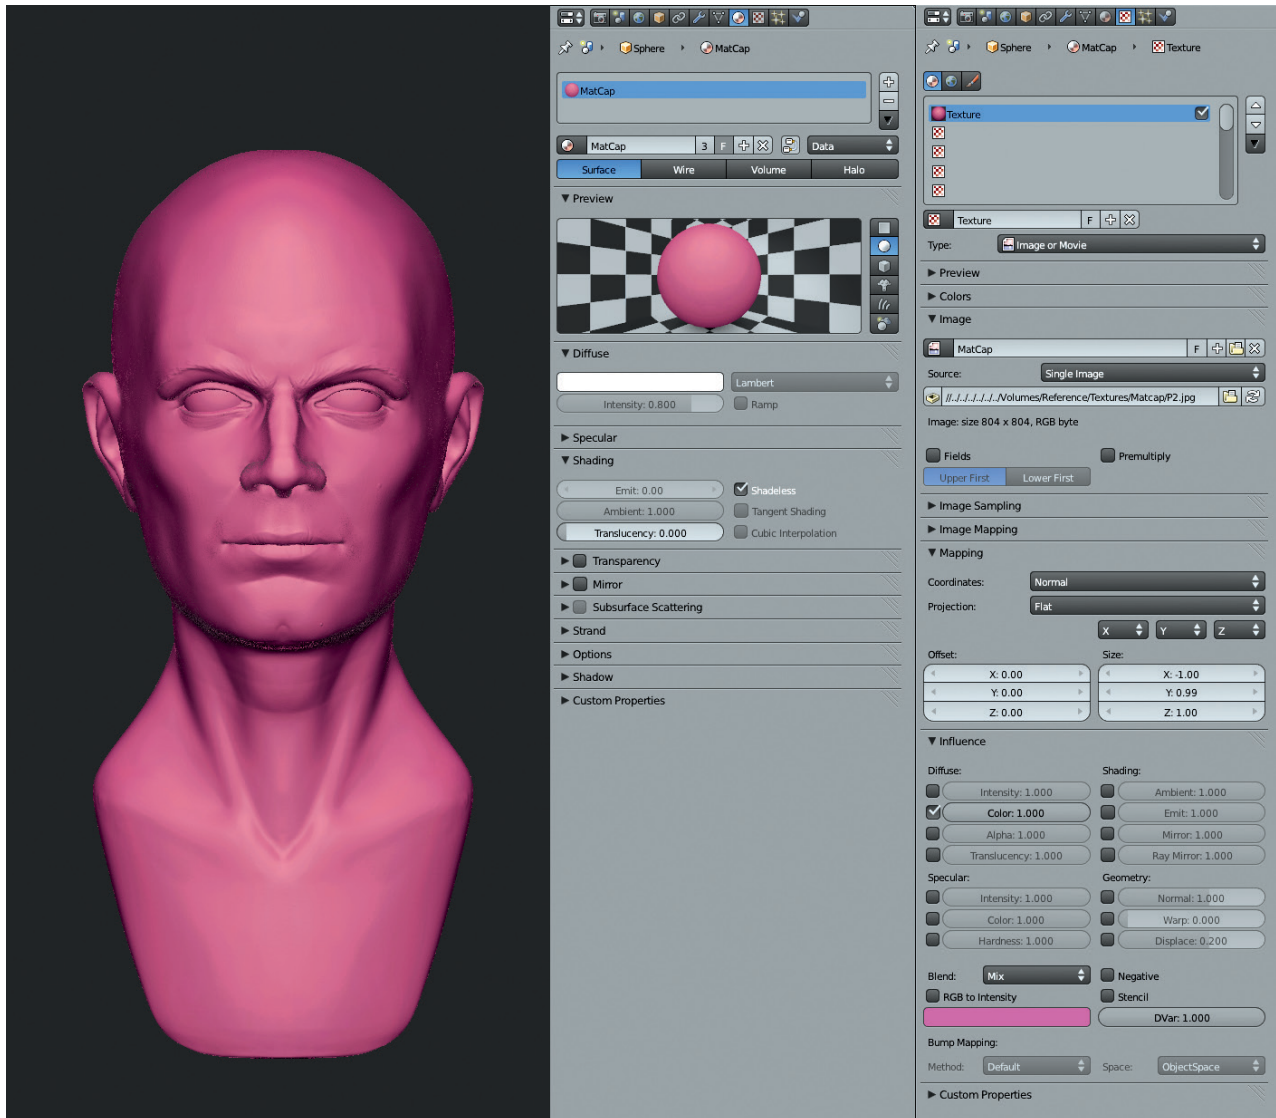 Sphere MatCap
MatCap
MatCap 3 F Data
Surface Wire Volume Halo
Preview
Diffuse
Lambert
Intensity: 0.800 Ramp
Specular
Shading
Emit: 0.00 Shadeless
Ambient: 1.000 Tangent Shading
Translucency: 0.000 Cubic Interpolation
Transparency
Mirror
Subsurface Scattering
Strand
Options
Shadow
Custom Properties
Sphere MatCap Texture
Texture
Texture F
Type: Image or Movie
Preview
Colors
Image
MatCap F
Source: Single Image
//../../../../../../Volumes/Reference/Textures/Matcap/P2.jpg
Image: size 804 x 804, RGB byte
Fields Premultiply
Upper First Lower First
Image Sampling
Image Mapping
Mapping
Coordinates: Normal
Projection: Flat
X Y Z
Offset: Size:
X: 0.00 X: -1.00
Y: 0.00 Y: 0.99
Z: 0.00 Z: 1.00
Influence
Diffuse: Shading:
Intensity: 1.000 Ambient: 1.000
Color: 1.000 Emit: 1.000
Alpha: 1.000 Mirror: 1.000
Translucency: 1.000 Ray Mirror: 1.000
Specular: Geometry:
Intensity: 1.000 Normal: 1.000
Color: 1.000 Warp: 0.000
Hardness: 1.000 Displace: 0.200
Blend: Mix Negative
RGB to Intensity Stencil
DVar: 1.000
Bump Mapping:
Method: Default Space: ObjectSpace
Custom Properties